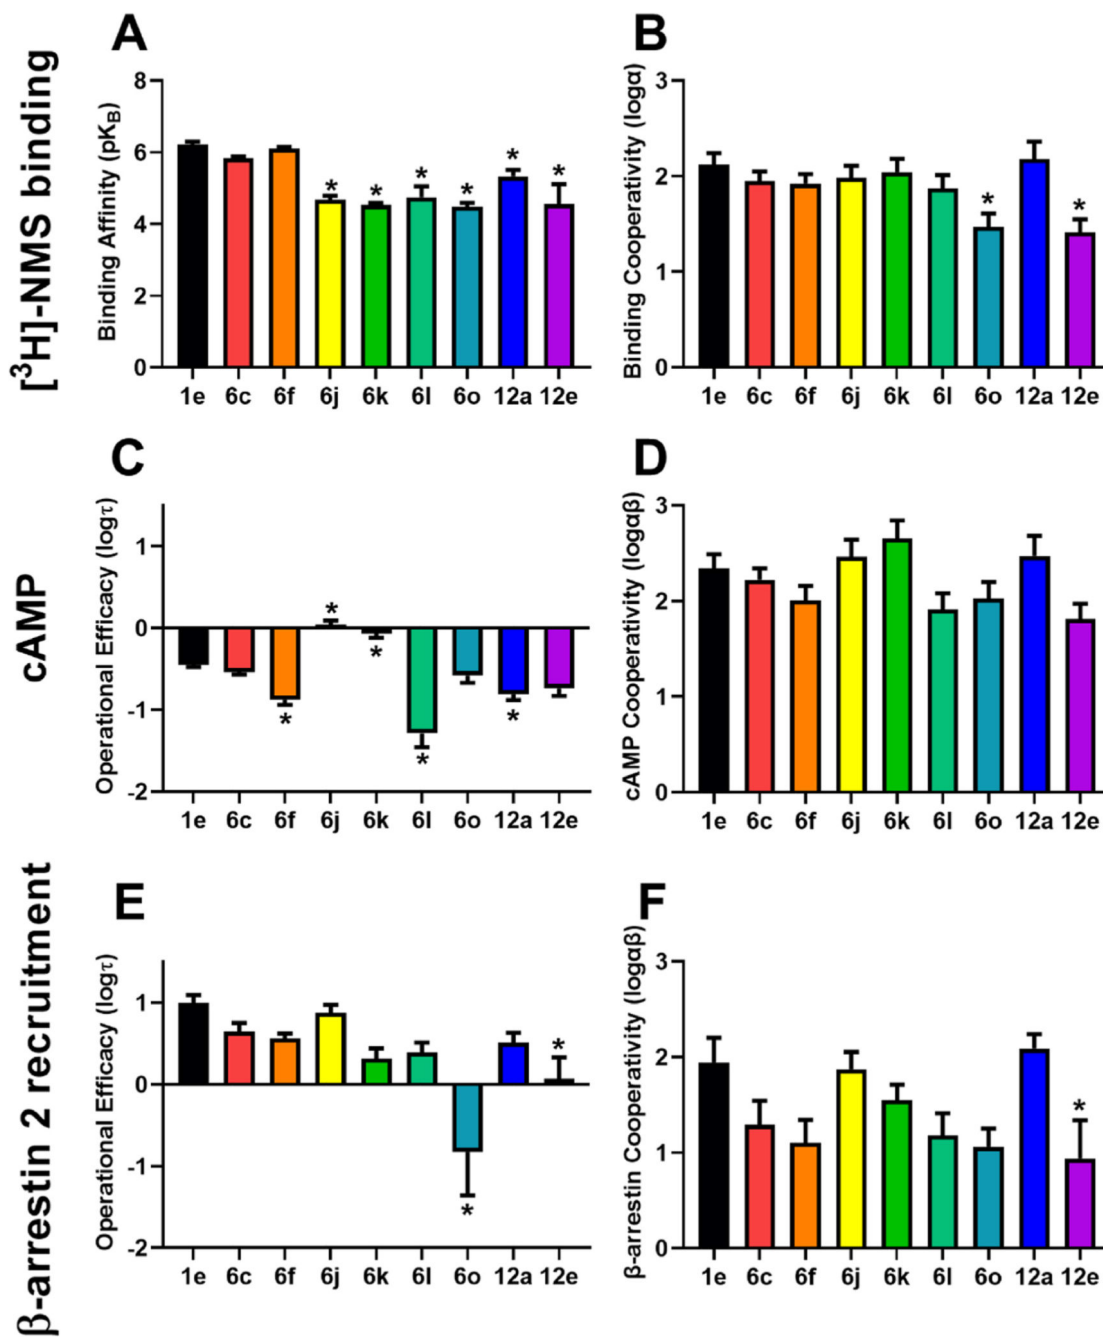 [³H]-NMS binding
A
Binding Affinity (pK_B)
8
6
4
2
0
* * * * * *
1e 6c 6f 6j 6k 6l 6o 12a 12e
B
Binding Cooperativity (logα)
3
2
1
0
* *
1e 6c 6f 6j 6k 6l 6o 12a 12e
cAMP
C
Operational Efficacy (logτ)
1
0
-1
-2
* * * * *
1e 6c 6f 6j 6k 6l 6o 12a 12e
D
cAMP Cooperativity (logαβ)
3
2
1
0
1e 6c 6f 6j 6k 6l 6o 12a 12e
β-arrestin 2 recruitment
E
Operational Efficacy (logτ)
1
0
-1
-2
* *
1e 6c 6f 6j 6k 6l 6o 12a 12e
F
β-arrestin Cooperativity (logαβ)
3
2
1
0
*
1e 6c 6f 6j 6k 6l 6o 12a 12e